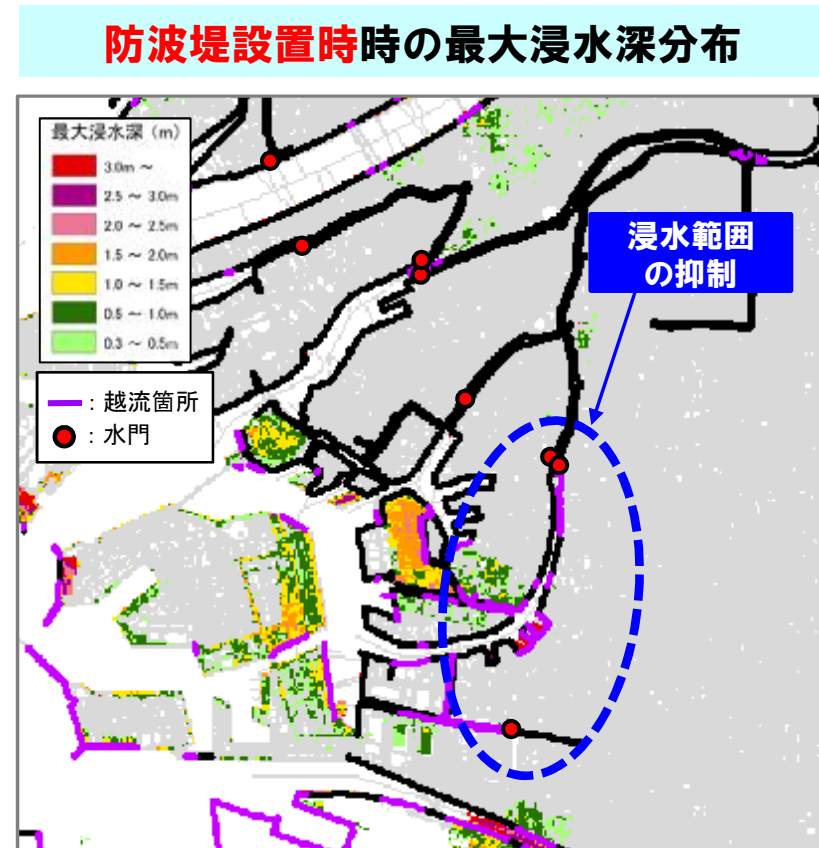 防波堤設置時時の最大浸水深分布
最大浸水深（m）
3.0m ～
2.5 ～ 3.0m
2.0 ～ 2.5m
1.5 ～ 2.0m
1.0 ～ 1.5m
0.5 ～ 1.0m
0.3 ～ 0.5m
：越流箇所
：水門
浸水範囲
の抑制